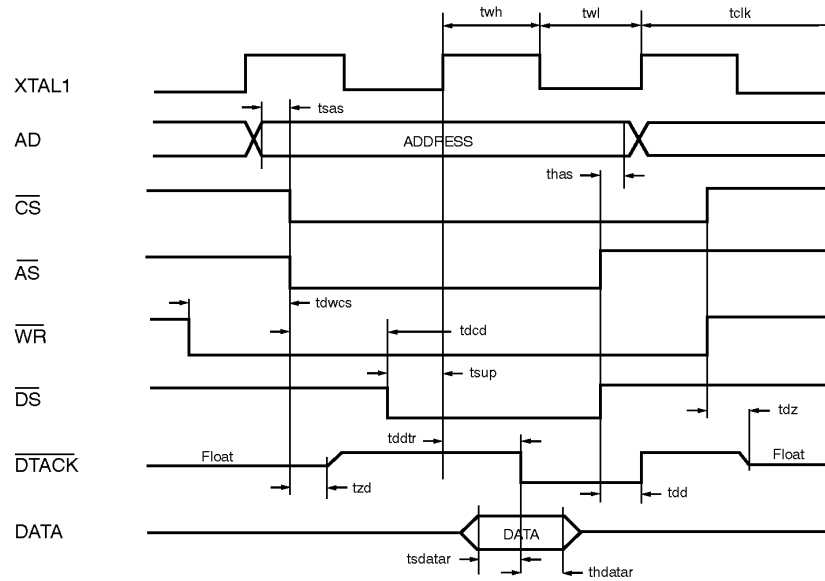 twh twl tclk
XTAL1
tsas
AD ADDRESS
thas
CS
AS
tdwcs
WR tdcd
tsup
DS
tdz
tddtr
DTACK Float Float
tzd tdd
DATA DATA
tsdatar thdatar